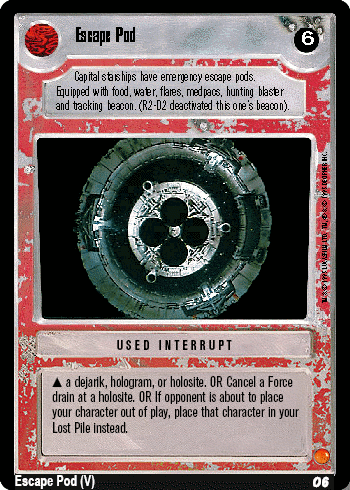 Escape Pod
6
Capital starships have emergency escape pods.
Equipped with food, water, flares, medpacs, hunting blaster
and tracking beacon. (R2-D2 deactivated this one's beacon).
USED INTERRUPT
▲ a dejarik, hologram, or holosite. OR Cancel a Force
drain at a holosite. OR If opponent is about to place
your character out of play, place that character in your
Lost Pile instead.
Escape Pod (V)
06